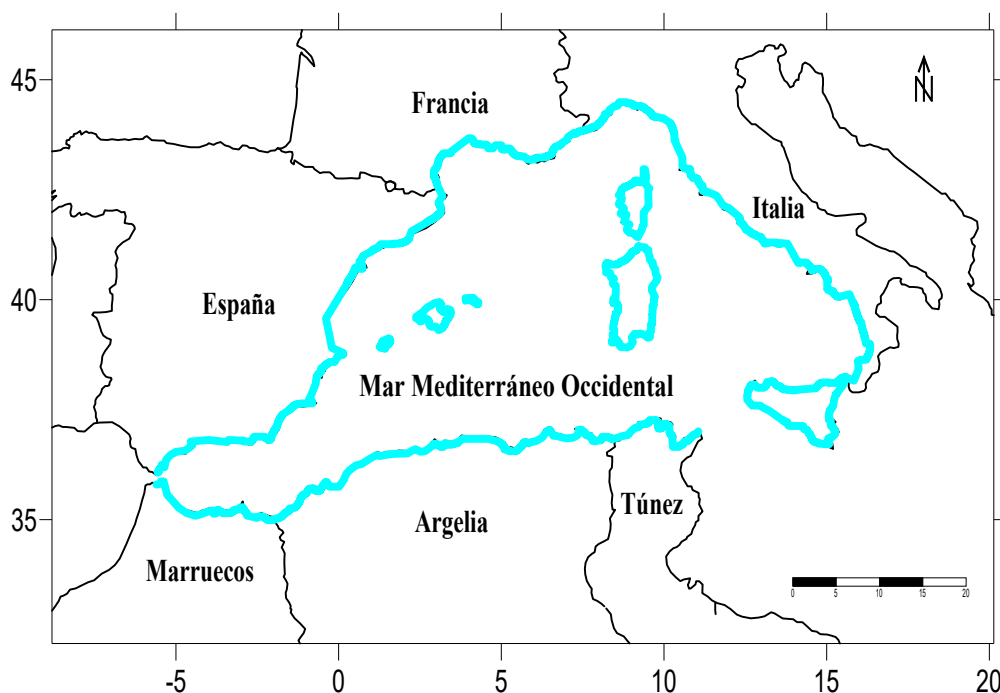 45
N
Francia
Italia
40
España
Mar Mediterráneo Occidental
35
Túnez
Argelia
Marruecos
0 5 10 15 20
-5 0 5 10 15 20